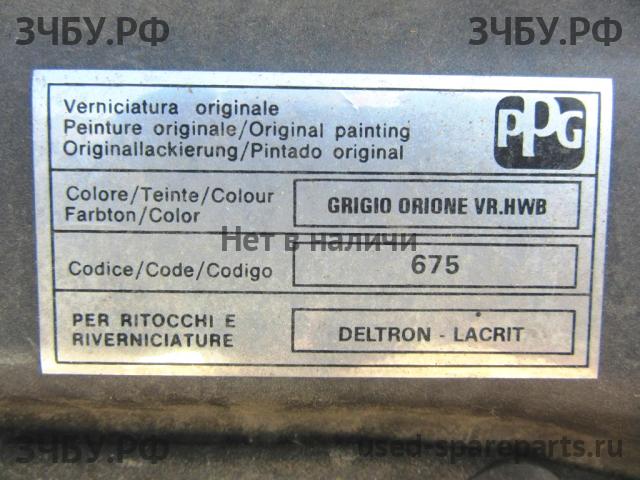 ЗЧБУ.РФ
ЗЧБУ.РФ
Verniciatura originale
Peinture originale/Original painting
Originallackierung/Pintado original
PPG
Colore/Teinte/Colour
Farbton/Color
GRIGIO ORIONE VR.HWB
Нет в наличии
Codice/Code/Codigo
675
PER RITOCCHI E
RIVERNICIATURE
DELTRON - LACRIT
ЗЧБУ.РФ
used-spareparts.ru